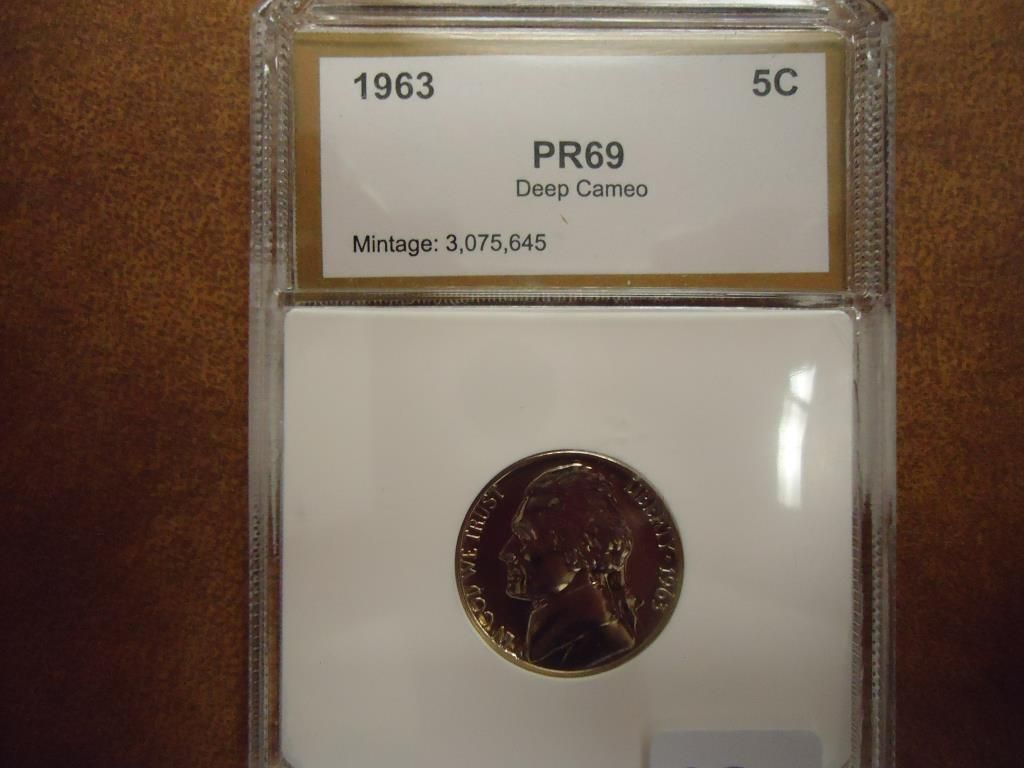 1963 5C
PR69
Deep Cameo
Mintage: 3,075,645
IN GOD WE TRUST
LIBERTY 1963